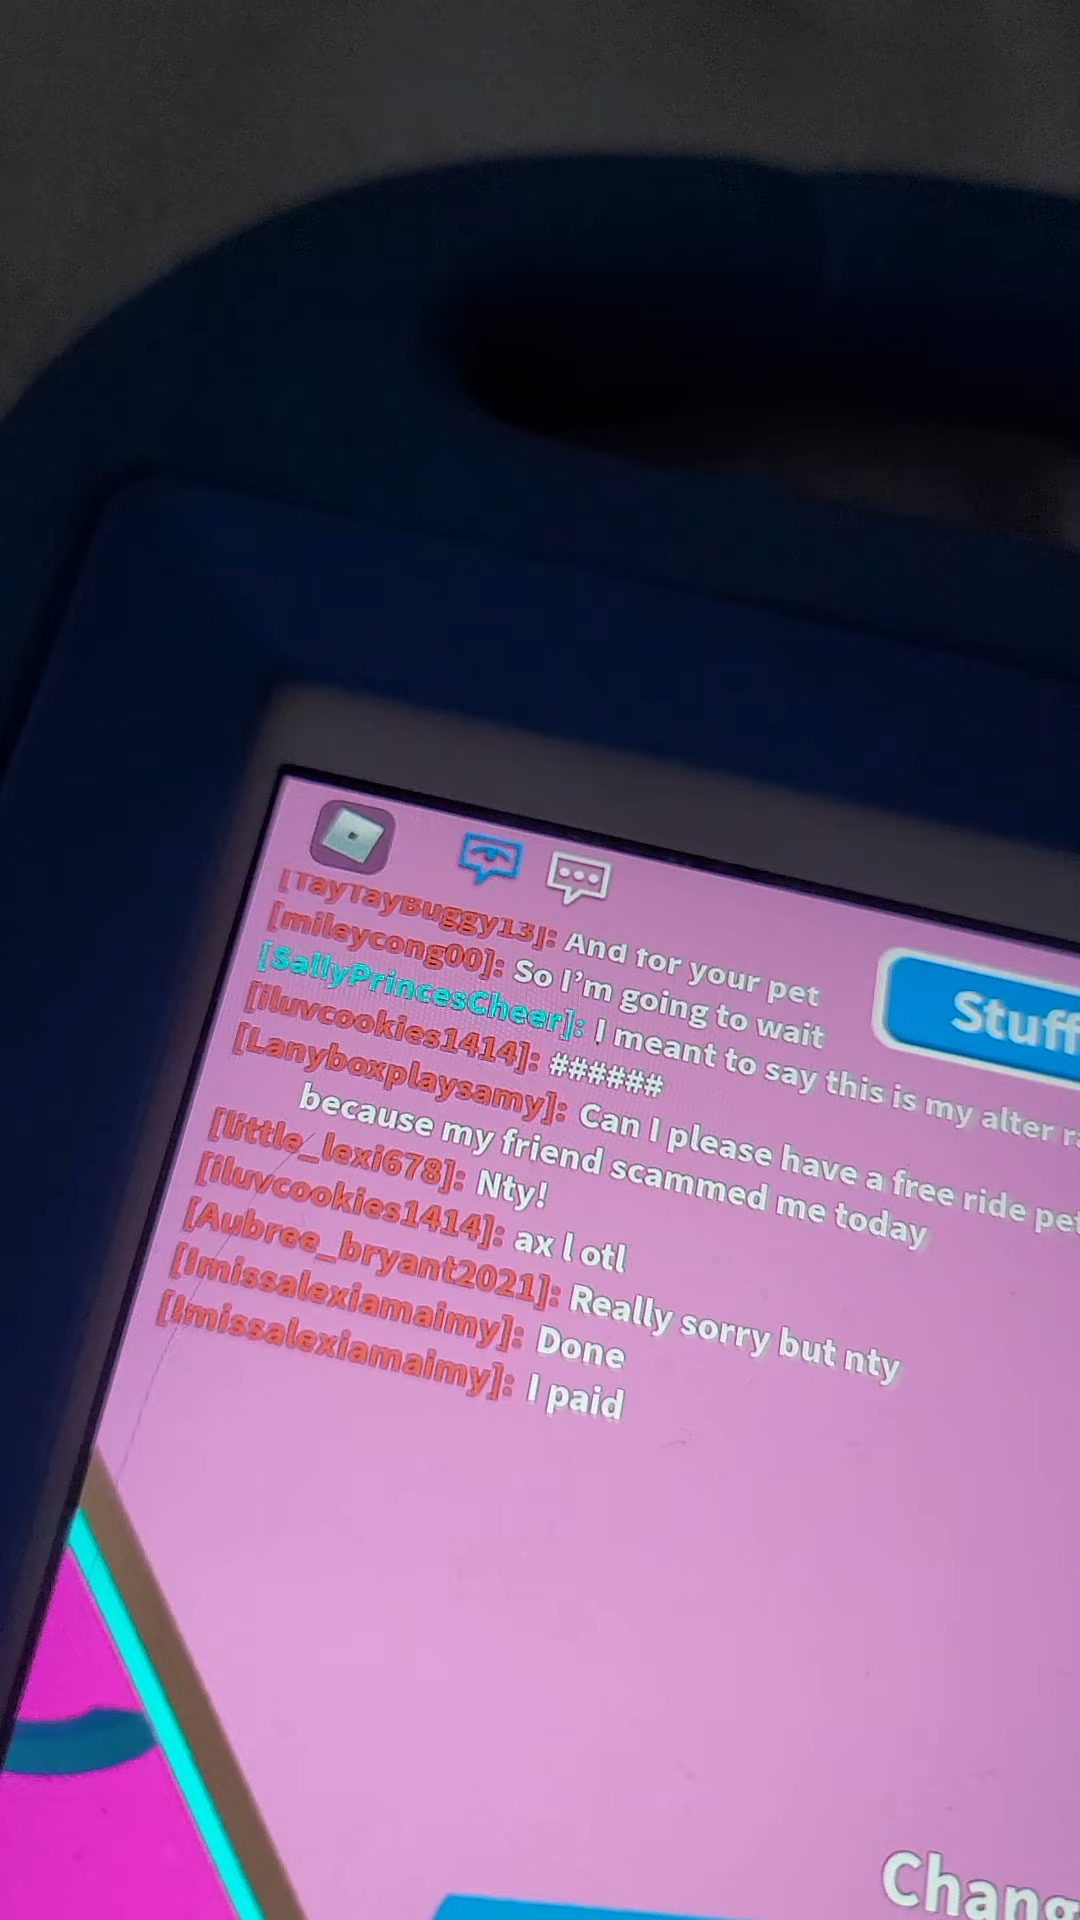 [TayTayBuggy13]: And for your pet
[mileycong00]: So I'm going to wait
[SallyPrincesCheer]: I meant to say this is my alter
[iluvcookies1414]: ######
[Lanyboxplaysamy]: Can I please have a free ride pet
because my friend scammed me today
[little_lexi678]: Nty!
[iluvcookies1414]: ax l otl
[Aubree_bryant2021]: Really sorry but nty
[Imissalexiamaimy]: Done
[Imissalexiamaimy]: I paid
Stuff
Chang